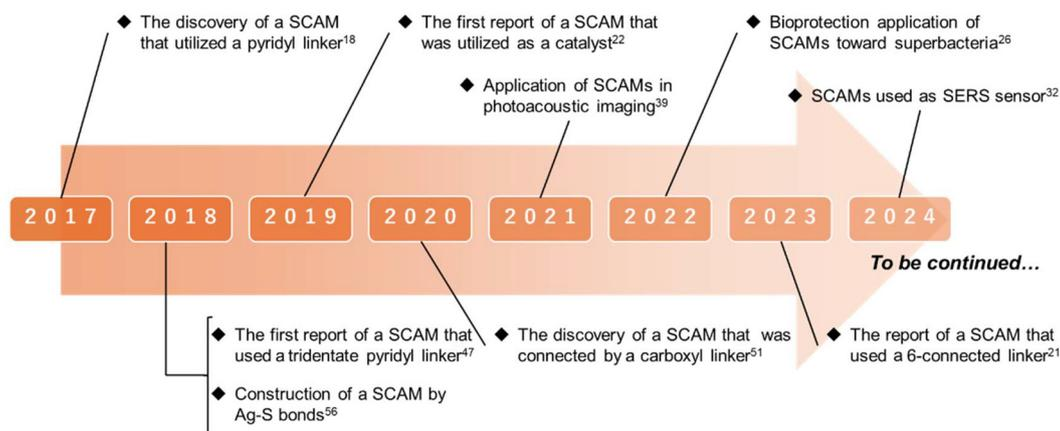 The discovery of a SCAM
that utilized a pyridyl linker18
The first report of a SCAM that
was utilized as a catalyst22
Bioprotection application of
SCAMs toward superbacteria26
Application of SCAMs in
photoacoustic imaging39
SCAMs used as SERS sensor32
2017
2018
2019
2020
2021
2022
2023
2024
To be continued...
The first report of a SCAM that
used a tridentate pyridyl linker47
Construction of a SCAM by
Ag-S bonds56
The discovery of a SCAM that was
connected by a carboxyl linker51
The report of a SCAM that
used a 6-connected linker21